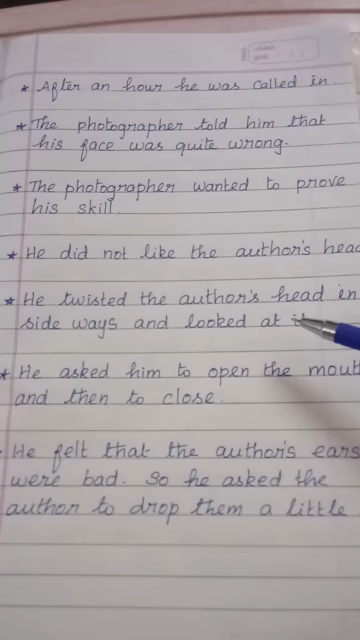 * After an hour he was called in.
* The photographer told him that
his face was quite wrong.
* The photographer wanted to prove
his skill.
* He did not like the author's head
* He twisted the author's head in
side ways and looked at it
* He asked him to open the mouth
and then to close.
He felt that the author's ears
were bad. So he asked the
author to drop them a little